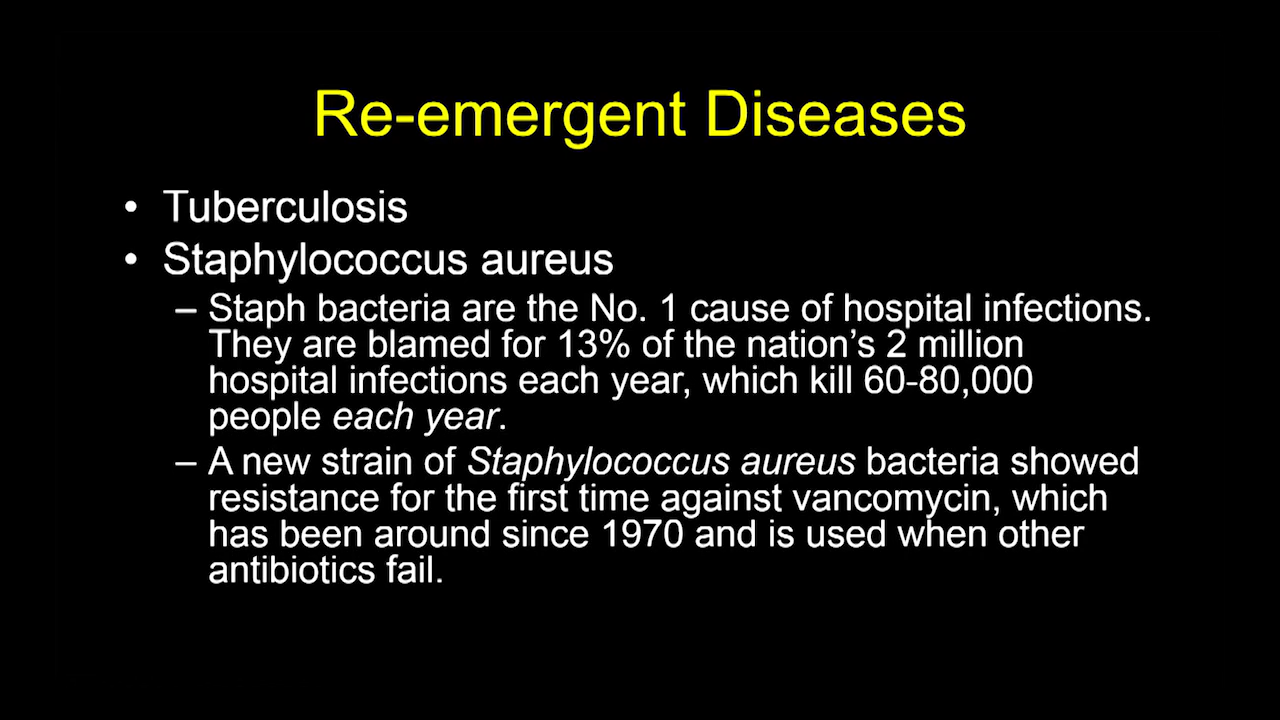 Re-emergent Diseases
• Tuberculosis
• Staphylococcus aureus
– Staph bacteria are the No. 1 cause of hospital infections.
They are blamed for 13% of the nation’s 2 million
hospital infections each year, which kill 60-80,000
people each year.
– A new strain of Staphylococcus aureus bacteria showed
resistance for the first time against vancomycin, which
has been around since 1970 and is used when other
antibiotics fail.